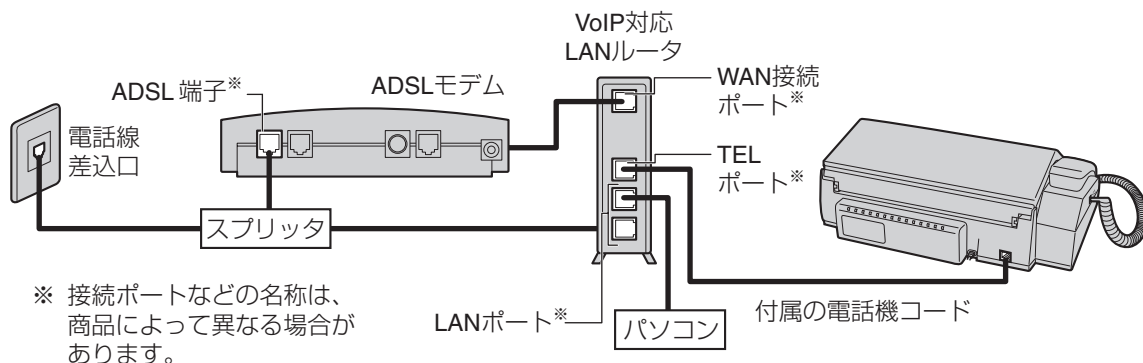 VoIP対応
LANルータ
ADSL 端子※
ADSLモデム
WAN接続
ポート※
電話線
差込口
TEL
ポート※
スプリッタ
※ 接続ポートなどの名称は、
商品によって異なる場合が
あります。
LANポート※
パソコン
付属の電話機コード